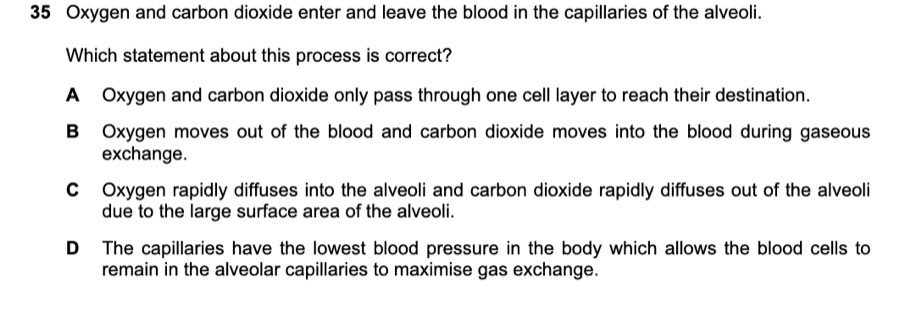 35 Oxygen and carbon dioxide enter and leave the blood in the capillaries of the alveoli.
Which statement about this process is correct?
A Oxygen and carbon dioxide only pass through one cell layer to reach their destination.
B Oxygen moves out of the blood and carbon dioxide moves into the blood during gaseous
exchange.
C Oxygen rapidly diffuses into the alveoli and carbon dioxide rapidly diffuses out of the alveoli
due to the large surface area of the alveoli.
D The capillaries have the lowest blood pressure in the body which allows the blood cells to
remain in the alveolar capillaries to maximise gas exchange.